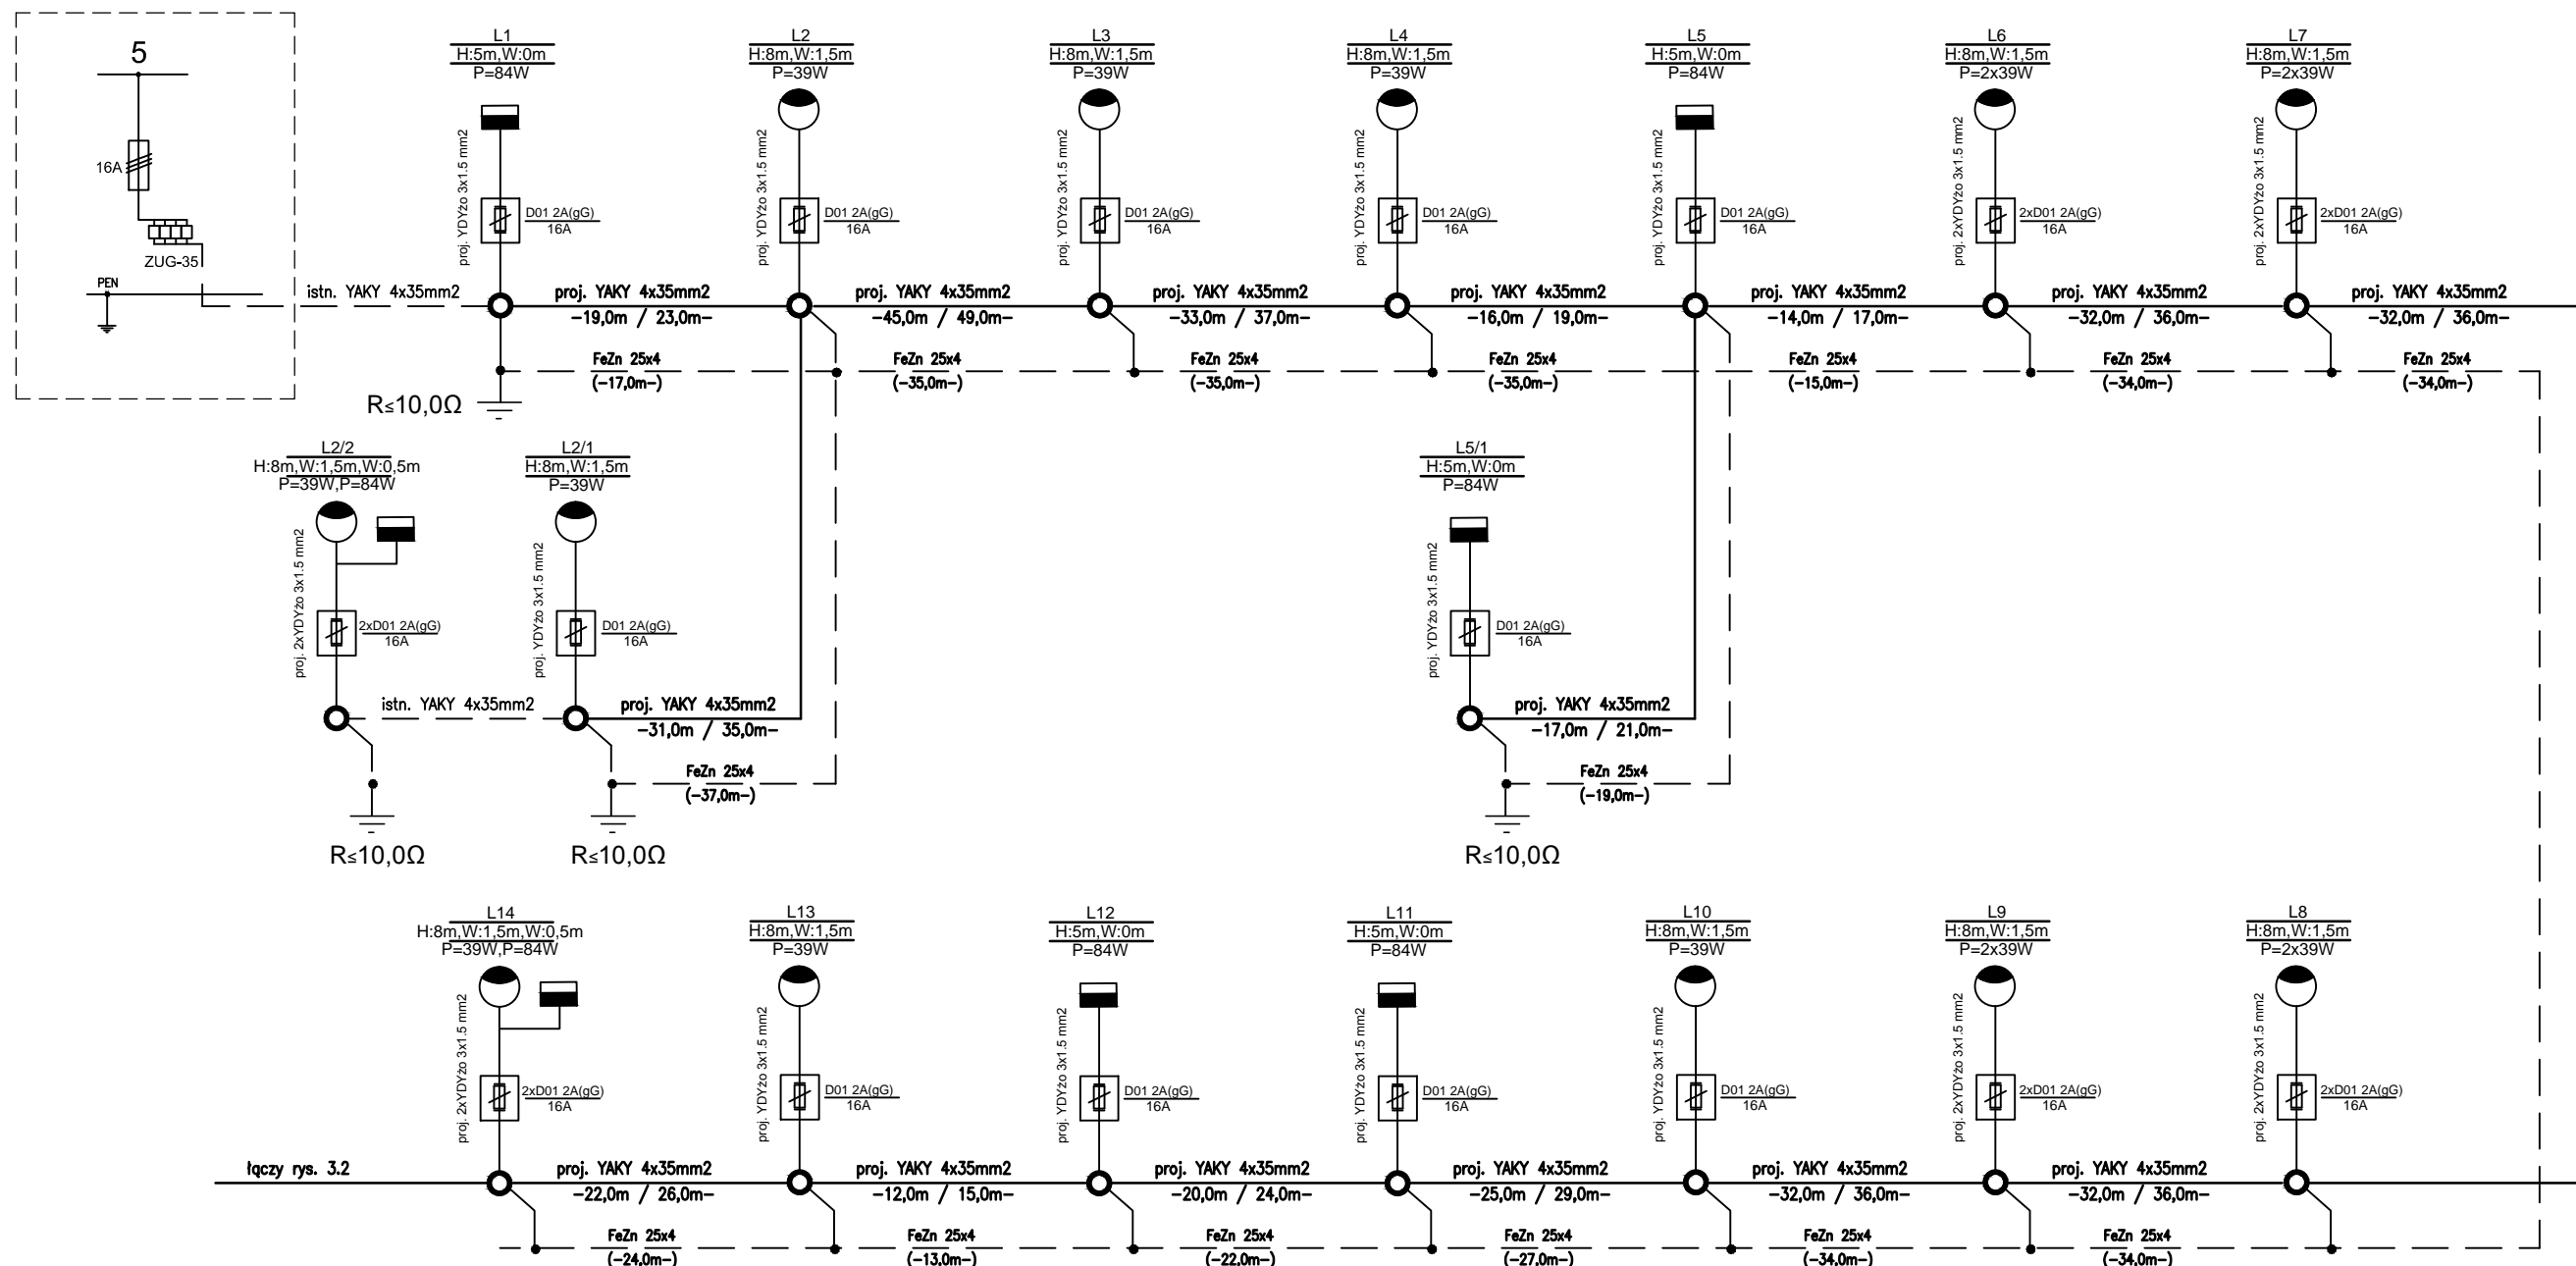 5
16A
ZUG-35
PEN
istn. YAKY 4x35mm2
L1
H:5m,W:0m
P=84W
proj. YDYżo 3x1.5 mm2
D01 2A(gG)
16A
proj. YAKY 4x35mm2
-19,0m / 23,0m-
FeZn 25x4
(-17,0m-)
R≤10,0Ω
L2
H:8m,W:1,5m
P=39W
proj. YDYżo 3x1.5 mm2
D01 2A(gG)
16A
proj. YAKY 4x35mm2
-45,0m / 49,0m-
FeZn 25x4
(-35,0m-)
L3
H:8m,W:1,5m
P=39W
proj. YDYżo 3x1.5 mm2
D01 2A(gG)
16A
proj. YAKY 4x35mm2
-33,0m / 37,0m-
FeZn 25x4
(-35,0m-)
L4
H:8m,W:1,5m
P=39W
proj. YDYżo 3x1.5 mm2
D01 2A(gG)
16A
proj. YAKY 4x35mm2
-16,0m / 19,0m-
FeZn 25x4
(-35,0m-)
L5
H:5m,W:0m
P=84W
proj. YDYżo 3x1.5 mm2
D01 2A(gG)
16A
proj. YAKY 4x35mm2
-14,0m / 17,0m-
FeZn 25x4
(-15,0m-)
L6
H:8m,W:1,5m
P=2x39W
proj. 2xYDYżo 3x1.5 mm2
2xD01 2A(gG)
16A
proj. YAKY 4x35mm2
-32,0m / 36,0m-
FeZn 25x4
(-34,0m-)
L7
H:8m,W:1,5m
P=2x39W
proj. 2xYDYżo 3x1.5 mm2
2xD01 2A(gG)
16A
proj. YAKY 4x35mm2
-32,0m / 36,0m-
FeZn 25x4
(-34,0m-)
L2/2
H:8m,W:1,5m,W:0,5m
P=39W,P=84W
proj. 2xYDYżo 3x1.5 mm2
2xD01 2A(gG)
16A
istn. YAKY 4x35mm2
R≤10,0Ω
L2/1
H:8m,W:1,5m
P=39W
proj. YDYżo 3x1.5 mm2
D01 2A(gG)
16A
proj. YAKY 4x35mm2
-31,0m / 35,0m-
FeZn 25x4
(-37,0m-)
R≤10,0Ω
L5/1
H:5m,W:0m
P=84W
proj. YDYżo 3x1.5 mm2
D01 2A(gG)
16A
proj. YAKY 4x35mm2
-17,0m / 21,0m-
FeZn 25x4
(-19,0m-)
R≤10,0Ω
łączy rys. 3.2
L14
H:8m,W:1,5m,W:0,5m
P=39W,P=84W
proj. 2xYDYżo 3x1.5 mm2
2xD01 2A(gG)
16A
proj. YAKY 4x35mm2
-22,0m / 26,0m-
FeZn 25x4
(-24,0m-)
L13
H:8m,W:1,5m
P=39W
proj. YDYżo 3x1.5 mm2
D01 2A(gG)
16A
proj. YAKY 4x35mm2
-12,0m / 15,0m-
FeZn 25x4
(-13,0m-)
L12
H:5m,W:0m
P=84W
proj. YDYżo 3x1.5 mm2
D01 2A(gG)
16A
proj. YAKY 4x35mm2
-20,0m / 24,0m-
FeZn 25x4
(-22,0m-)
L11
H:5m,W:0m
P=84W
proj. YDYżo 3x1.5 mm2
D01 2A(gG)
16A
proj. YAKY 4x35mm2
-25,0m / 29,0m-
FeZn 25x4
(-27,0m-)
L10
H:8m,W:1,5m
P=39W
proj. YDYżo 3x1.5 mm2
D01 2A(gG)
16A
proj. YAKY 4x35mm2
-32,0m / 36,0m-
FeZn 25x4
(-34,0m-)
L9
H:8m,W:1,5m
P=2x39W
proj. 2xYDYżo 3x1.5 mm2
2xD01 2A(gG)
16A
proj. YAKY 4x35mm2
-32,0m / 36,0m-
FeZn 25x4
(-34,0m-)
L8
H:8m,W:1,5m
P=2x39W
proj. 2xYDYżo 3x1.5 mm2
2xD01 2A(gG)
16A